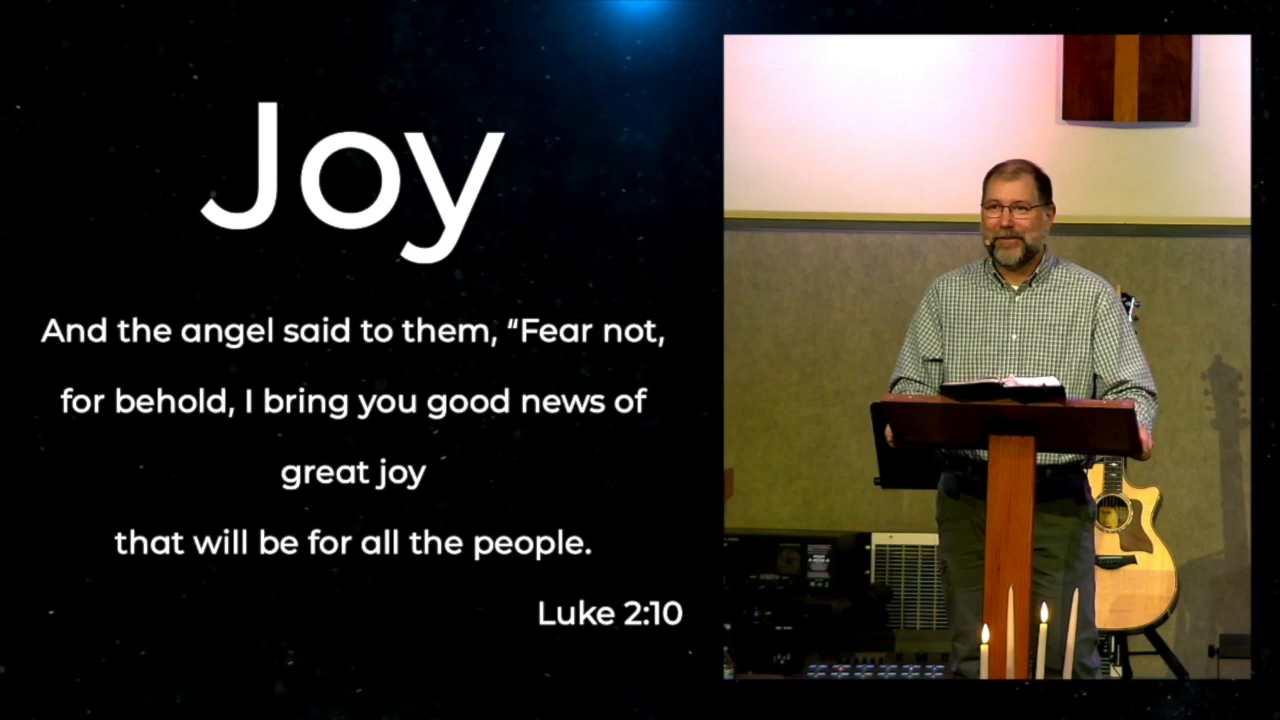 Joy
And the angel said to them, “Fear not,
for behold, I bring you good news of
great joy
that will be for all the people.
Luke 2:10